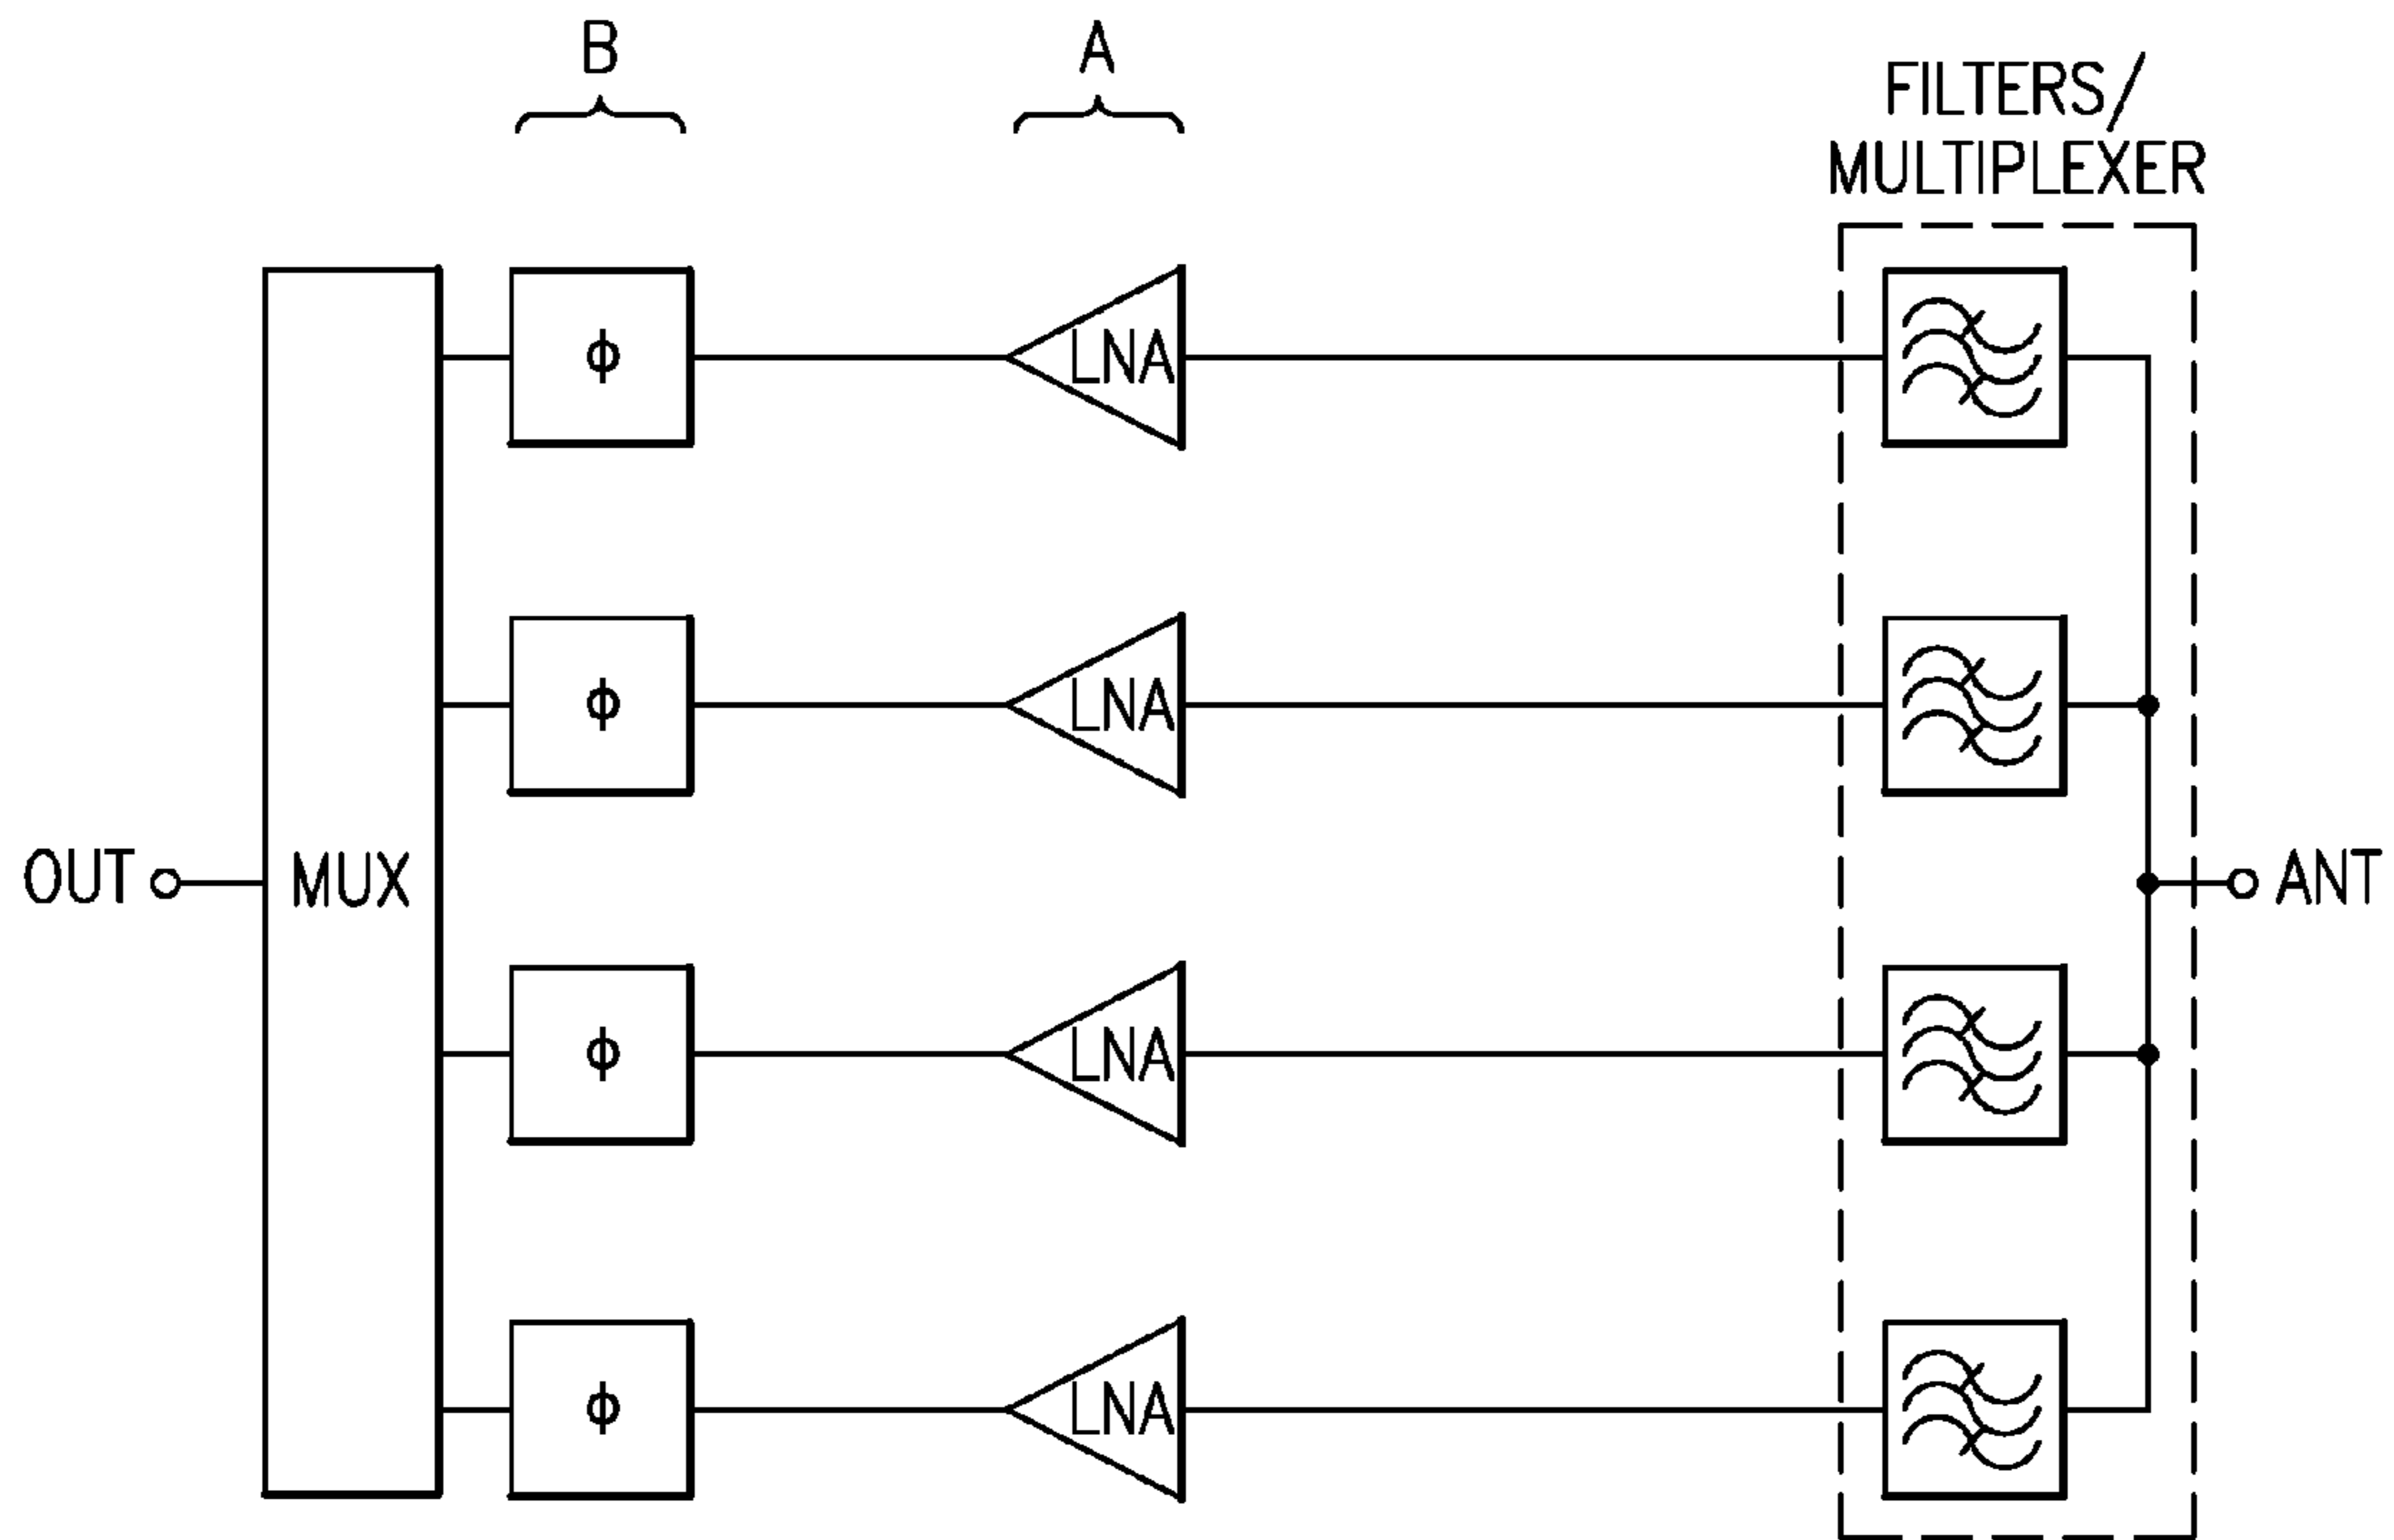 B
A
FILTERS/
MULTIPLEXER
ϕ
LNA
ϕ
LNA
OUT
MUX
ANT
ϕ
LNA
ϕ
LNA